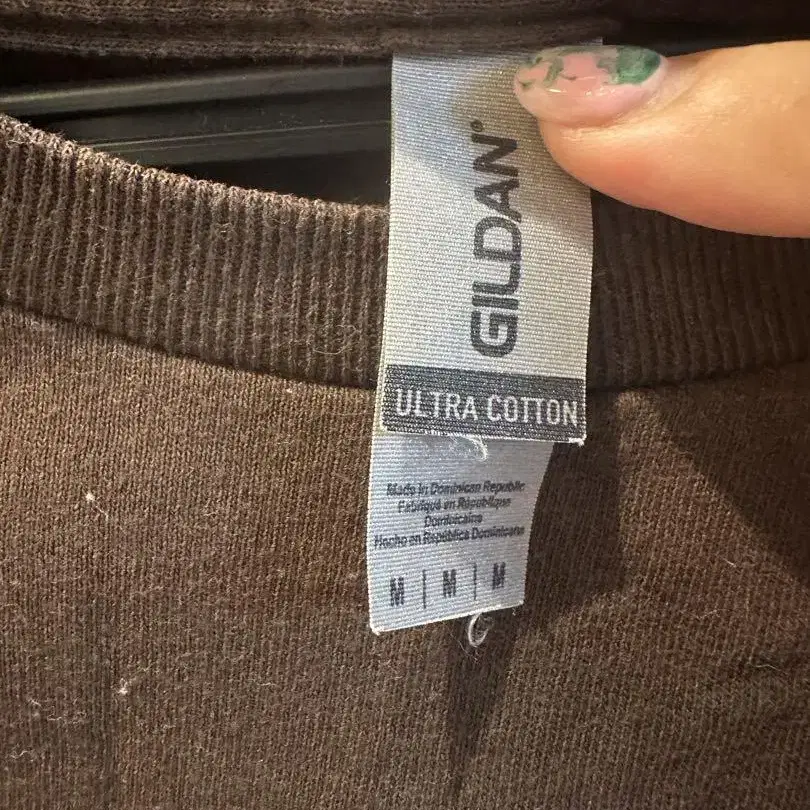 GILDAN®
ULTRA COTTON
Made in Dominican Republic
Fabriqué en République
Dominicaine
Hecho en República Dominicana
M | M | M